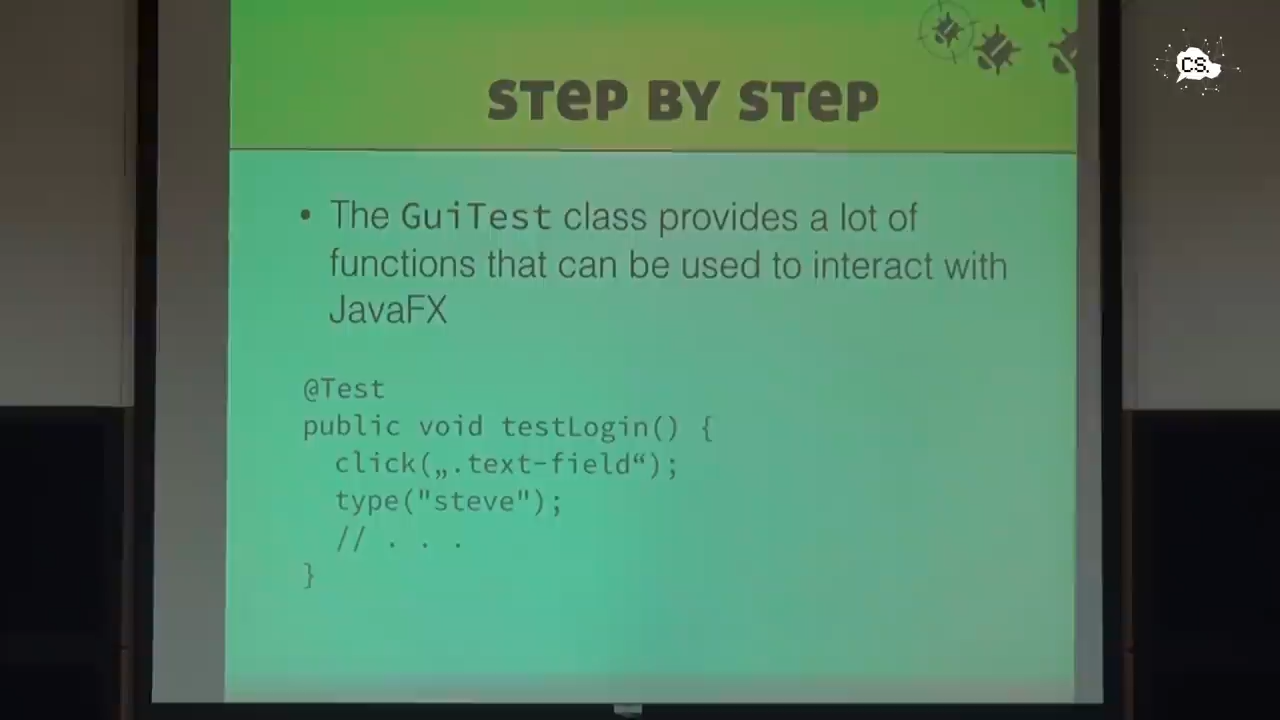 CS.
STEP BY STEP
• The GuiTest class provides a lot of
functions that can be used to interact with
JavaFX
@Test
public void testLogin() {
click(„.text-field“);
type("steve");
// . . .
}